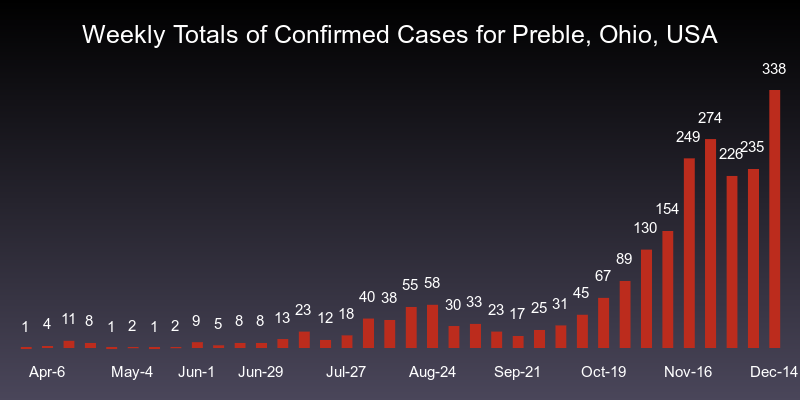 Weekly Totals of Confirmed Cases for Preble, Ohio, USA
1 4 11 8 1 2 1 2 9 5 8 8 13 23 12 18 40 38 55 58 30 33 23 17 25 31 45 67 89 130 154 249 274 226 235 338
Apr-6 May-4 Jun-1 Jun-29 Jul-27 Aug-24 Sep-21 Oct-19 Nov-16 Dec-14